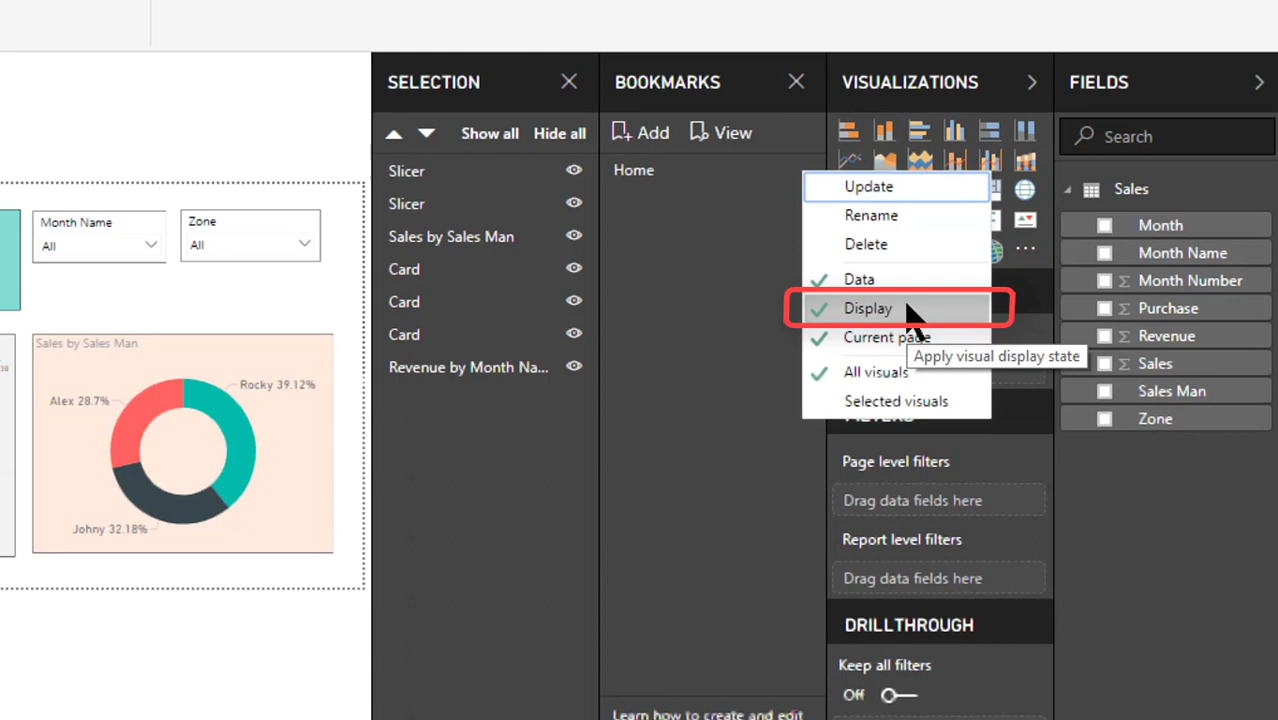 SELECTION
Show all Hide all
Slicer
Slicer
Sales by Sales Man
Card
Card
Card
Revenue by Month Na...
BOOKMARKS
Add View
Home
Learn how to create and edit
VISUALIZATIONS
Update
Rename
Delete
Data
Display
Current page
Apply visual display state
All visuals
Selected visuals
FILTERS
Page level filters
Drag data fields here
Report level filters
Drag data fields here
DRILLTHROUGH
Keep all filters
Off
FIELDS
Search
Sales
Month
Month Name
Σ Month Number
Σ Purchase
Σ Revenue
Σ Sales
Sales Man
Zone
Month Name
All
Zone
All
Sales by Sales Man
Rocky 39.12%
Alex 28.7%
Johny 32.18%